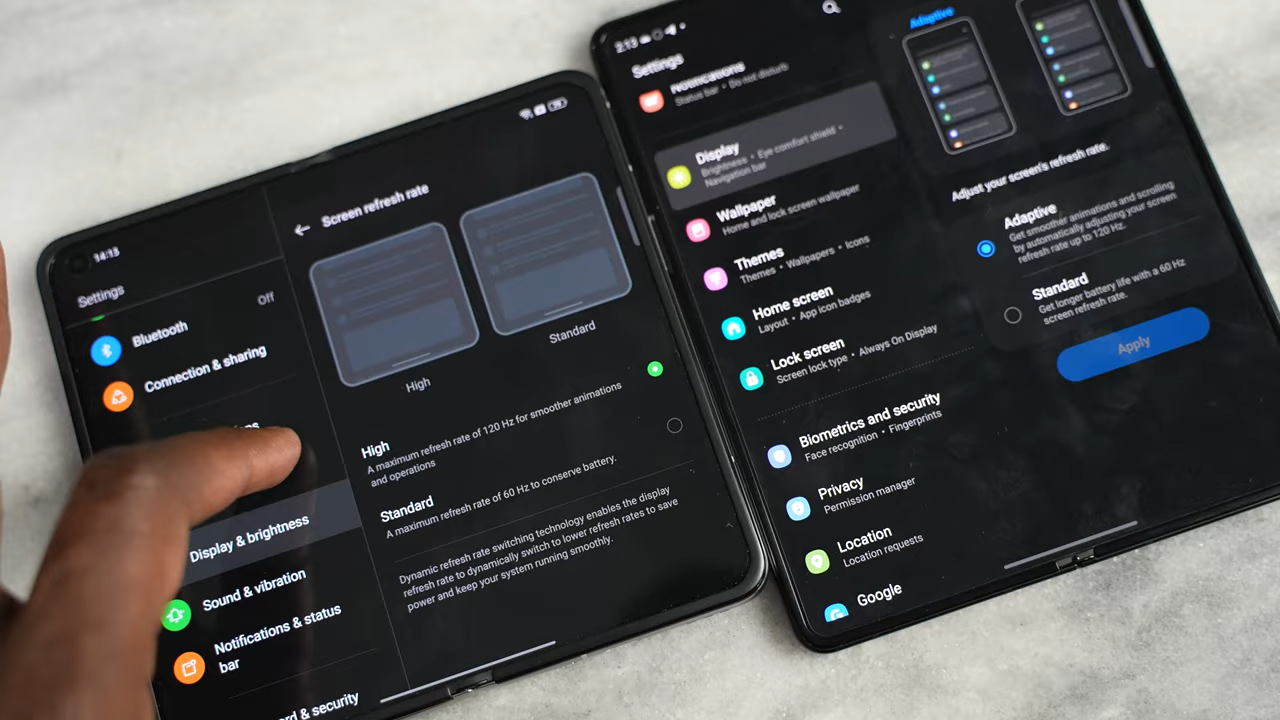 14:13
Settings
Bluetooth
Off
Connection & sharing
Display & brightness
Sound & vibration
Notifications & status
bar
& security
Screen refresh rate
High
Standard
High
A maximum refresh rate of 120 Hz for smoother animations
and operations
Standard
A maximum refresh rate of 60 Hz to conserve battery.
Dynamic refresh rate switching technology enables the display
refresh rate to dynamically switch to lower refresh rates to save
power and keep your system running smoothly.
2:13
Settings
Notifications
Status bar • Do not disturb
Display
Brightness • Eye comfort shield •
Navigation bar
Wallpaper
Home and lock screen wallpaper
Themes
Themes • Wallpapers • Icons
Home screen
Layout • App icon badges
Lock screen
Screen lock type • Always On Display
Biometrics and security
Face recognition • Fingerprints
Privacy
Permission manager
Location
Location requests
Google
Adaptive
Adjust your screen's refresh rate.
Adaptive
Get smoother animations and scrolling
by automatically adjusting your screen
refresh rate up to 120 Hz.
Standard
Get longer battery life with a 60 Hz
screen refresh rate.
Apply